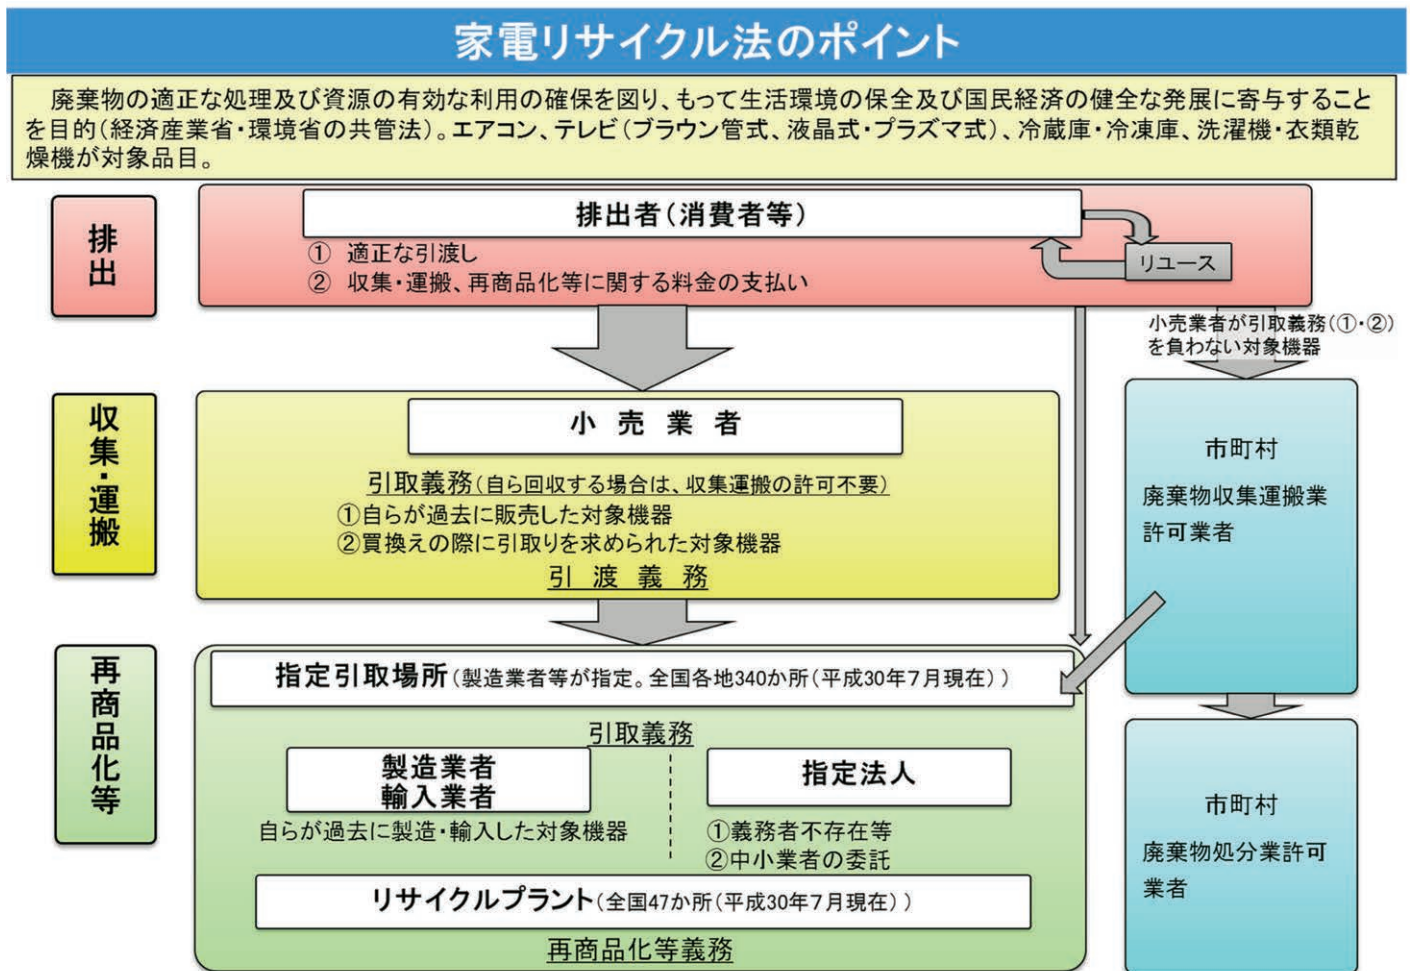 家電リサイクル法のポイント
廃棄物の適正な処理及び資源の有効な利用の確保を図り、もって生活環境の保全及び国民経済の健全な発展に寄与すること
を目的(経済産業省・環境省の共管法)。エアコン、テレビ(ブラウン管式、液晶式・プラズマ式)、冷蔵庫・冷凍庫、洗濯機・衣類乾
燥機が対象品目。
排出
排出者(消費者等)
① 適正な引渡し
② 収集・運搬、再商品化等に関する料金の支払い
リユース
小売業者が引取義務(①・②)
を負わない対象機器
収集・運搬
小売業者
引取義務(自ら回収する場合は、収集運搬の許可不要)
①自らが過去に販売した対象機器
②買換えの際に引取りを求められた対象機器
引渡義務
市町村
廃棄物収集運搬業
許可業者
再商品化等
指定引取場所(製造業者等が指定。全国各地340か所(平成30年7月現在))
引取義務
製造業者
輸入業者
自らが過去に製造・輸入した対象機器
指定法人
①義務者不存在等
②中小業者の委託
リサイクルプラント(全国47か所(平成30年7月現在))
再商品化等義務
市町村
廃棄物処分業許可
業者